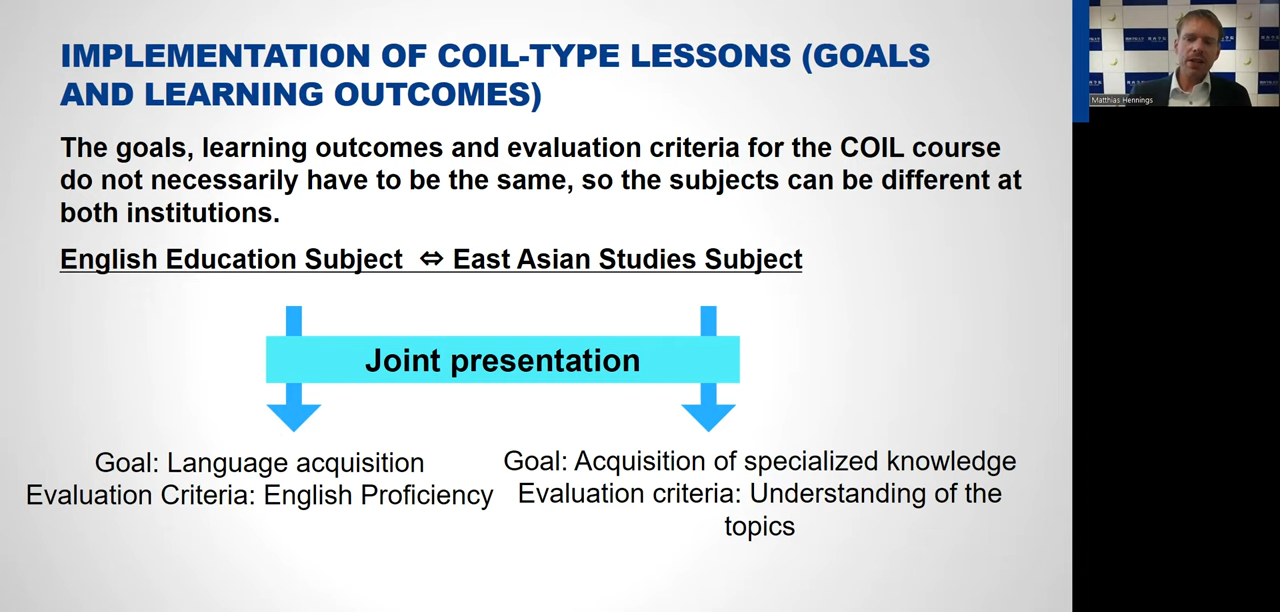 IMPLEMENTATION OF COIL-TYPE LESSONS (GOALS
AND LEARNING OUTCOMES)
The goals, learning outcomes and evaluation criteria for the COIL course
do not necessarily have to be the same, so the subjects can be different at
both institutions.
English Education Subject ⇔ East Asian Studies Subject
Joint presentation
Goal: Language acquisition
Evaluation Criteria: English Proficiency
Goal: Acquisition of specialized knowledge
Evaluation criteria: Understanding of the
topics
Matthias Hennings